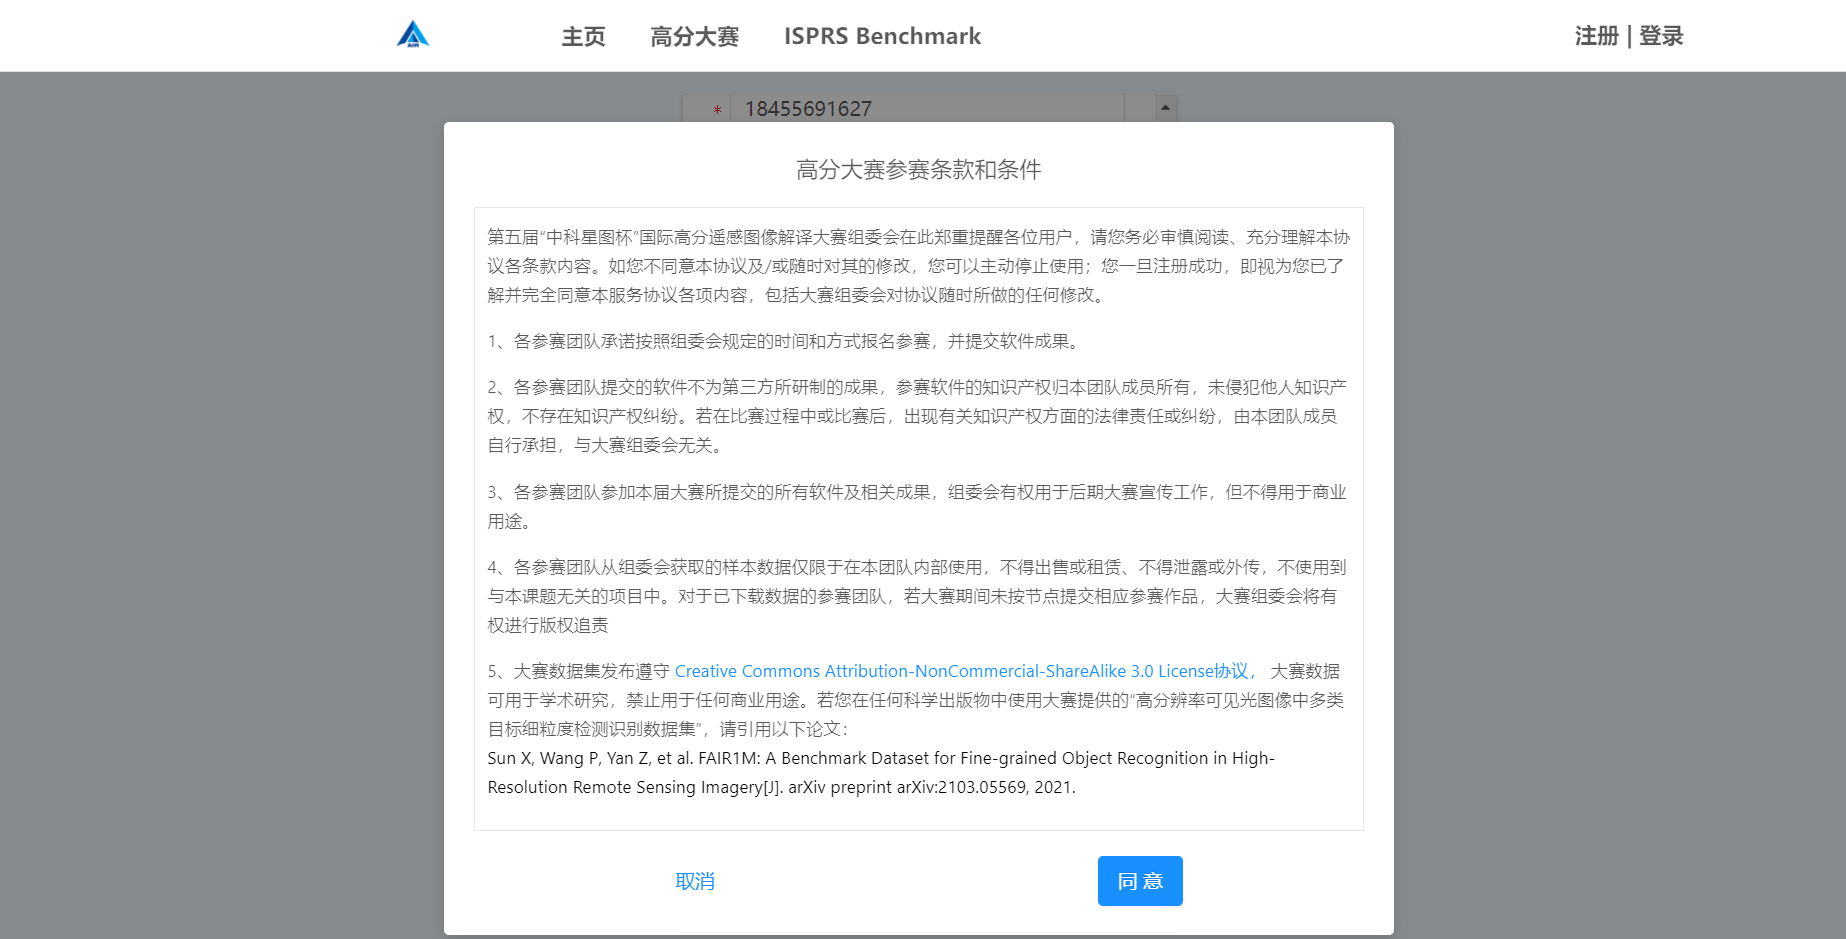 AIR
主页
高分大赛
ISPRS Benchmark
注册 | 登录
* 18455691627
高分大赛参赛条款和条件
第五届“中科星图杯”国际高分遥感图像解译大赛组委会在此郑重提醒各位用户，请您务必审慎阅读、充分理解本协
议各条款内容。如您不同意本协议及/或随时对其的修改，您可以主动停止使用；您一旦注册成功，即视为您已了
解并完全同意本服务协议各项内容，包括大赛组委会对协议随时所做的任何修改。
1、各参赛团队承诺按照组委会规定的时间和方式报名参赛，并提交软件成果。
2、各参赛团队提交的软件不为第三方所研制的成果，参赛软件的知识产权归本团队成员所有，未侵犯他人知识产
权，不存在知识产权纠纷。若在比赛过程中或比赛后，出现有关知识产权方面的法律责任或纠纷，由本团队成员
自行承担，与大赛组委会无关。
3、各参赛团队参加本届大赛所提交的所有软件及相关成果，组委会有权用于后期大赛宣传工作，但不得用于商业
用途。
4、各参赛团队从组委会获取的样本数据仅限于在本团队内部使用，不得出售或租赁、不得泄露或外传，不使用到
与本课题无关的项目中。对于已下载数据的参赛团队，若大赛期间未按节点提交相应参赛作品，大赛组委会将有
权进行版权追责
5、大赛数据集发布遵守 Creative Commons Attribution-NonCommercial-ShareAlike 3.0 License协议， 大赛数据
可用于学术研究，禁止用于任何商业用途。若您在任何科学出版物中使用大赛提供的“高分辨率可见光图像中多类
目标细粒度检测识别数据集”，请引用以下论文：
Sun X, Wang P, Yan Z, et al. FAIR1M: A Benchmark Dataset for Fine-grained Object Recognition in High-
Resolution Remote Sensing Imagery[J]. arXiv preprint arXiv:2103.05569, 2021.
取消
同 意